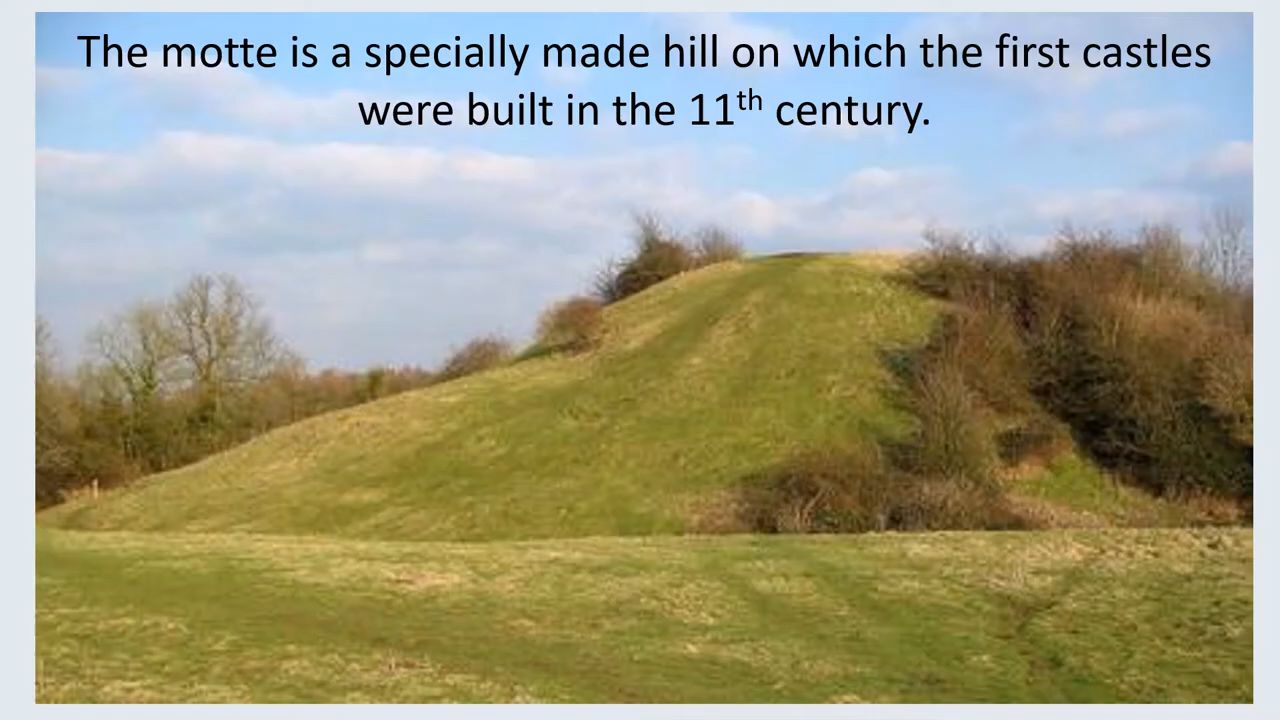 The motte is a specially made hill on which the first castles
were built in the 11th century.